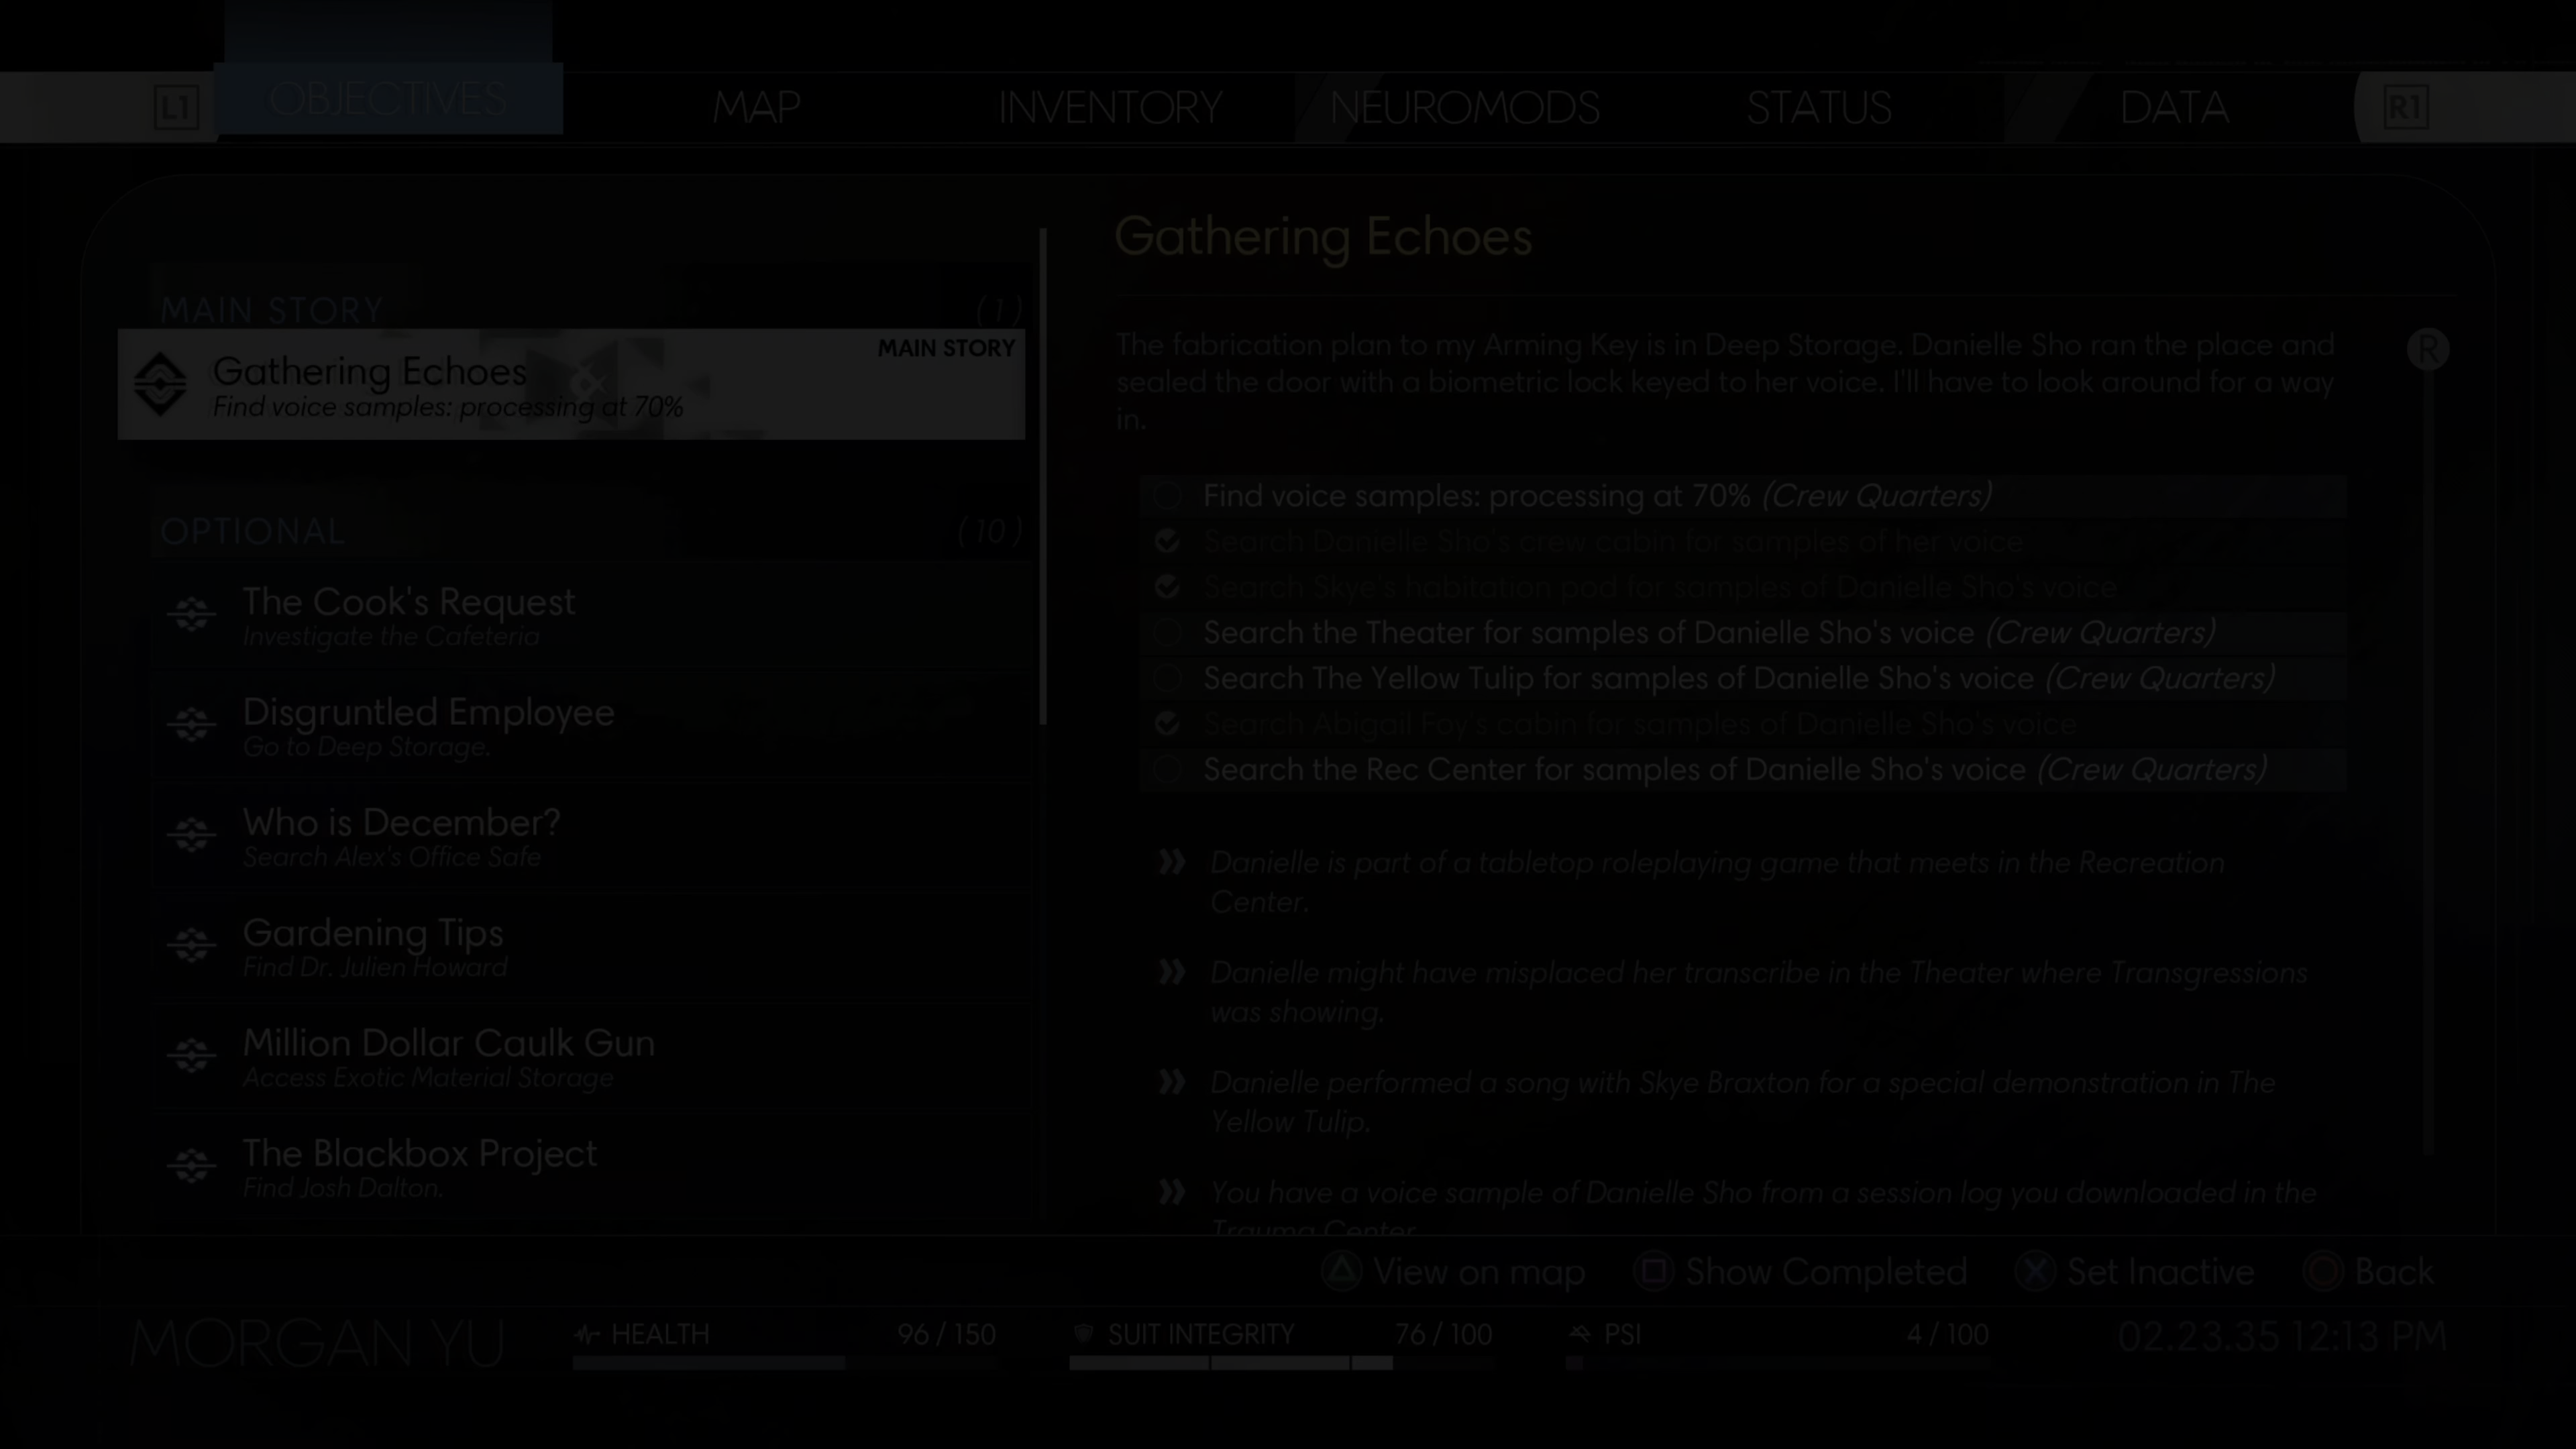 L1 OBJECTIVES MAP INVENTORY NEUROMODS STATUS DATA R1
MAIN STORY (1)
MAIN STORY
Gathering Echoes
Find voice samples: processing at 70%
OPTIONAL (10)
The Cook's Request
Investigate the Cafeteria
Disgruntled Employee
Go to Deep Storage.
Who is December?
Search Alex's Office Safe
Gardening Tips
Find Dr. Julien Howard
Million Dollar Caulk Gun
Access Exotic Material Storage
The Blackbox Project
Find Josh Dalton.
Gathering Echoes
The fabrication plan to my Arming Key is in Deep Storage. Danielle Sho ran the place and
sealed the door with a biometric lock keyed to her voice. I'll have to look around for a way
in.
R
Find voice samples: processing at 70% (Crew Quarters)
Search Danielle Sho's crew cabin for samples of her voice
Search Skye's habitation pod for samples of Danielle Sho's voice
Search the Theater for samples of Danielle Sho's voice (Crew Quarters)
Search The Yellow Tulip for samples of Danielle Sho's voice (Crew Quarters)
Search Abigail Foy's cabin for samples of Danielle Sho's voice
Search the Rec Center for samples of Danielle Sho's voice (Crew Quarters)
Danielle is part of a tabletop roleplaying game that meets in the Recreation
Center.
Danielle might have misplaced her transcribe in the Theater where Transgressions
was showing.
Danielle performed a song with Skye Braxton for a special demonstration in The
Yellow Tulip.
You have a voice sample of Danielle Sho from a session log you downloaded in the
Trauma Center.
View on map Show Completed Set Inactive Back
MORGAN YU HEALTH 96 / 150 SUIT INTEGRITY 76 / 100 PSI 4 / 100 02.23.35 12:13 PM